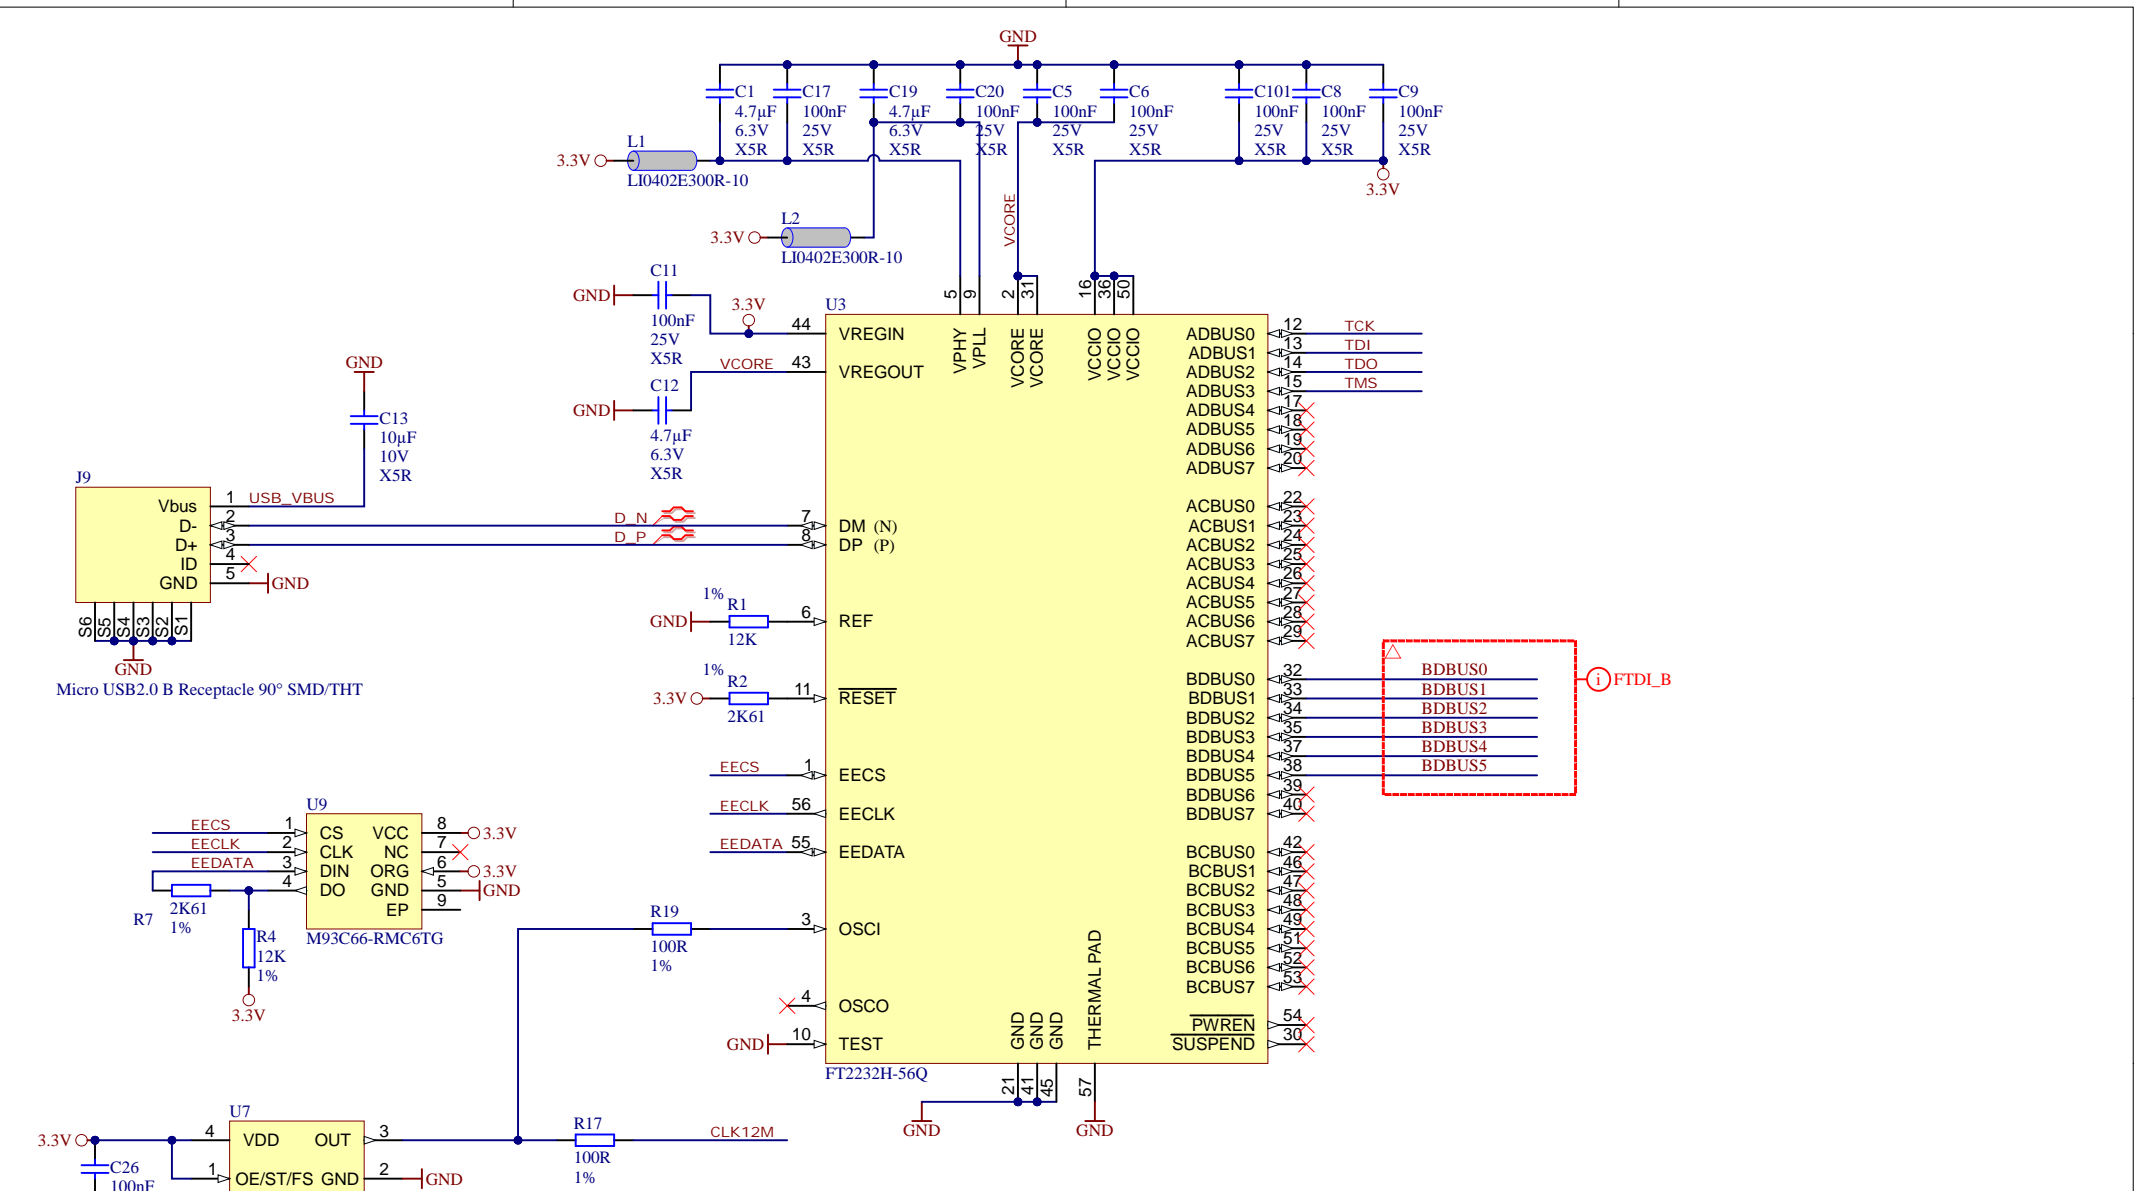 GND
C1
4.7µF
6.3V
X5R
C17
100nF
25V
X5R
C19
4.7µF
6.3V
X5R
C20
100nF
25V
X5R
C5
100nF
25V
X5R
C6
100nF
25V
X5R
C101
100nF
25V
X5R
C8
100nF
25V
X5R
C9
100nF
25V
X5R
3.3V
L1
LI0402E300R-10
3.3V
3.3V
L2
LI0402E300R-10
VCORE
GND
C11
100nF
25V
X5R
3.3V
VCORE
GND
C12
4.7µF
6.3V
X5R
GND
C13
10µF
10V
X5R
J9
Vbus 1 USB_VBUS
D- 2
D+ 3
ID 4
GND 5 GND
S6 S5 S4 S3 S2 S1
GND
Micro USB2.0 B Receptacle 90° SMD/THT
D_N
D_P
1%
R1
12K
GND
1%
R2
2K61
3.3V
EECS
EECLK
EEDATA
U3
5 VPHY
9 VPLL
2 VCORE
31 VCORE
16 VCCIO
36 VCCIO
50 VCCIO
44 VREGIN
43 VREGOUT
7 DM (N)
8 DP (P)
6 REF
11 RESET
1 EECS
56 EECLK
55 EEDATA
3 OSCI
4 OSCO
10 TEST
GND
ADBUS0 12 TCK
ADBUS1 13 TDI
ADBUS2 14 TDO
ADBUS3 15 TMS
ADBUS4 17
ADBUS5 18
ADBUS6 19
ADBUS7 20
ACBUS0 22
ACBUS1 23
ACBUS2 24
ACBUS3 25
ACBUS4 26
ACBUS5 27
ACBUS6 28
ACBUS7 29
BDBUS0 32 BDBUS0
BDBUS1 33 BDBUS1
BDBUS2 34 BDBUS2
BDBUS3 35 BDBUS3
BDBUS4 37 BDBUS4
BDBUS5 38 BDBUS5
BDBUS6 39
BDBUS7 40
i FTDI_B
BCBUS0 42
BCBUS1 46
BCBUS2 47
BCBUS3 48
BCBUS4 49
BCBUS5 51
BCBUS6 52
BCBUS7 53
PWREN 54
SUSPEND 30
GND 21
GND 41
GND 45
THERMAL PAD 57
FT2232H-56Q
GND
GND
U9
EECS 1 CS
EECLK 2 CLK
EEDATA 3 DIN
4 DO
VCC 8 3.3V
NC 7
ORG 6 3.3V
GND 5 GND
EP 9
M93C66-RMC6TG
R7
2K61
1%
R4
12K
1%
3.3V
R19
100R
1%
U7
3.3V
4 VDD
OUT 3
1 OE/ST/FS
GND 2 GND
C26
100nF
R17
100R
1%
CLK12M